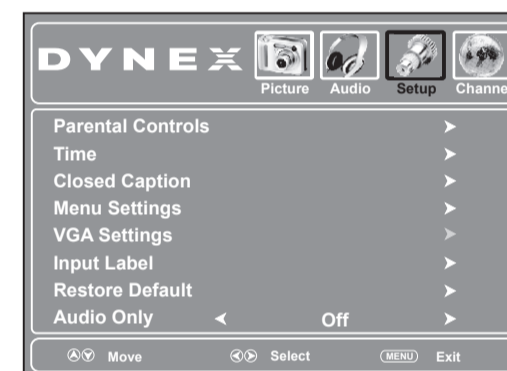 DYNEX
Picture Audio Setup Channe
Parental Controls
Time
Closed Caption
Menu Settings
VGA Settings
Input Label
Restore Default
Audio Only Off
Move Select MENU Exit